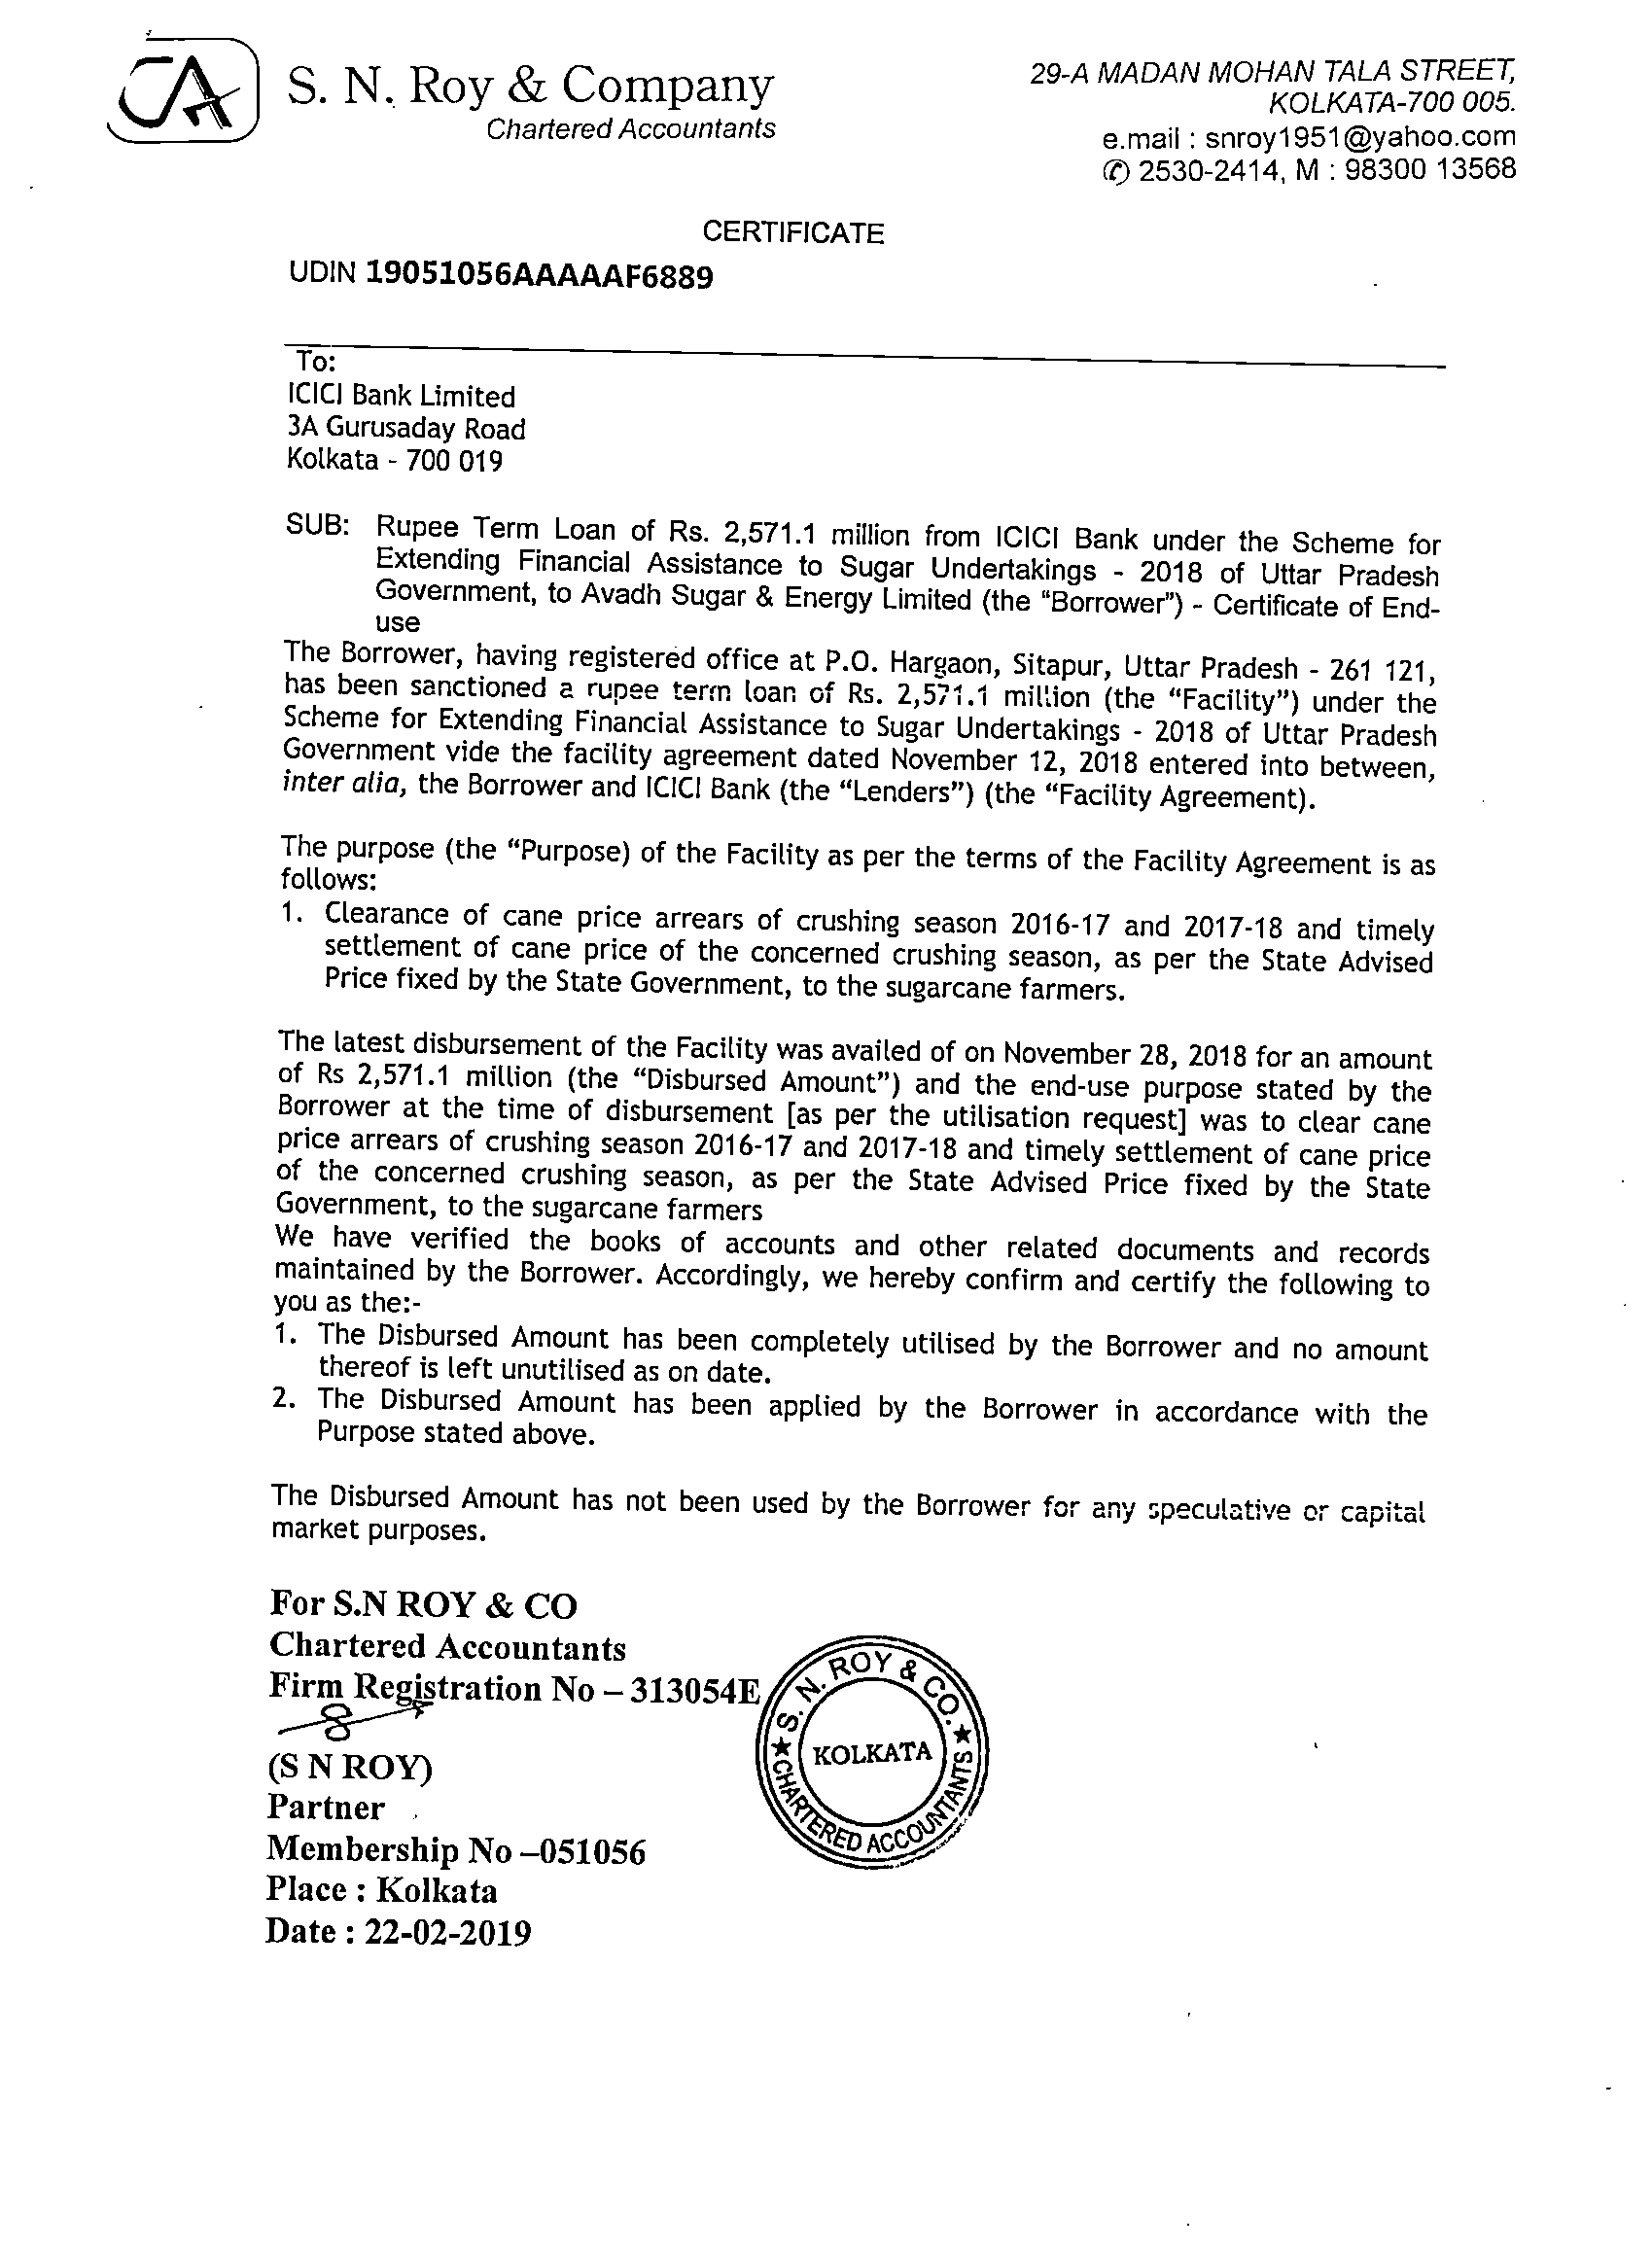 CA
S. N. Roy & Company
Chartered Accountants
29-A MADAN MOHAN TALA STREET,
KOLKATA-700 005.
e.mail : snroy1951@yahoo.com
✆ 2530-2414, M : 98300 13568
CERTIFICATE
UDIN 19051056AAAAAF6889
To:
ICICI Bank Limited
3A Gurusaday Road
Kolkata - 700 019
SUB: Rupee Term Loan of Rs. 2,571.1 million from ICICI Bank under the Scheme for
Extending Financial Assistance to Sugar Undertakings - 2018 of Uttar Pradesh
Government, to Avadh Sugar & Energy Limited (the "Borrower") - Certificate of End-
use
The Borrower, having registered office at P.O. Hargaon, Sitapur, Uttar Pradesh - 261 121,
has been sanctioned a rupee term loan of Rs. 2,571.1 million (the "Facility") under the
Scheme for Extending Financial Assistance to Sugar Undertakings - 2018 of Uttar Pradesh
Government vide the facility agreement dated November 12, 2018 entered into between,
inter alia, the Borrower and ICICI Bank (the "Lenders") (the "Facility Agreement).
The purpose (the "Purpose) of the Facility as per the terms of the Facility Agreement is as
follows:
1. Clearance of cane price arrears of crushing season 2016-17 and 2017-18 and timely
settlement of cane price of the concerned crushing season, as per the State Advised
Price fixed by the State Government, to the sugarcane farmers.
The latest disbursement of the Facility was availed of on November 28, 2018 for an amount
of Rs 2,571.1 million (the "Disbursed Amount") and the end-use purpose stated by the
Borrower at the time of disbursement [as per the utilisation request] was to clear cane
price arrears of crushing season 2016-17 and 2017-18 and timely settlement of cane price
of the concerned crushing season, as per the State Advised Price fixed by the State
Government, to the sugarcane farmers
We have verified the books of accounts and other related documents and records
maintained by the Borrower. Accordingly, we hereby confirm and certify the following to
you as the:-
1. The Disbursed Amount has been completely utilised by the Borrower and no amount
thereof is left unutilised as on date.
2. The Disbursed Amount has been applied by the Borrower in accordance with the
Purpose stated above.
The Disbursed Amount has not been used by the Borrower for any speculative or capital
market purposes.
For S.N ROY & CO
Chartered Accountants
Firm Registration No – 313054E
(S N ROY)
Partner
Membership No –051056
Place : Kolkata
Date : 22-02-2019
★ S. N. ROY & CO. ★
KOLKATA
CHARTERED ACCOUNTANTS